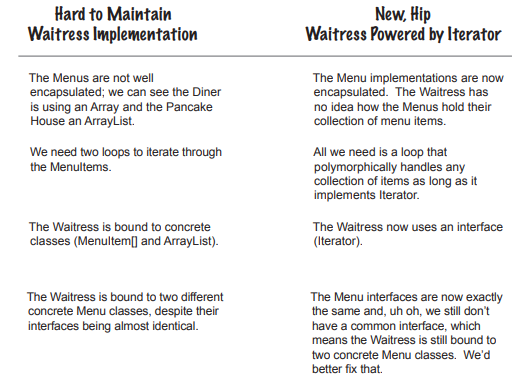 Hard to Maintain
Waitress Implementation
New, Hip
Waitress Powered by Iterator
The Menus are not well
encapsulated; we can see the Diner
is using an Array and the Pancake
House an ArrayList.
The Menu implementations are now
encapsulated. The Waitress has
no idea how the Menus hold their
collection of menu items.
We need two loops to iterate through
the MenuItems.
All we need is a loop that
polymorphically handles any
collection of items as long as it
implements Iterator.
The Waitress is bound to concrete
classes (MenuItem[] and ArrayList).
The Waitress now uses an interface
(Iterator).
The Waitress is bound to two different
concrete Menu classes, despite their
interfaces being almost identical.
The Menu interfaces are now exactly
the same and, uh oh, we still don’t
have a common interface, which
means the Waitress is still bound to
two concrete Menu classes. We’d
better fix that.